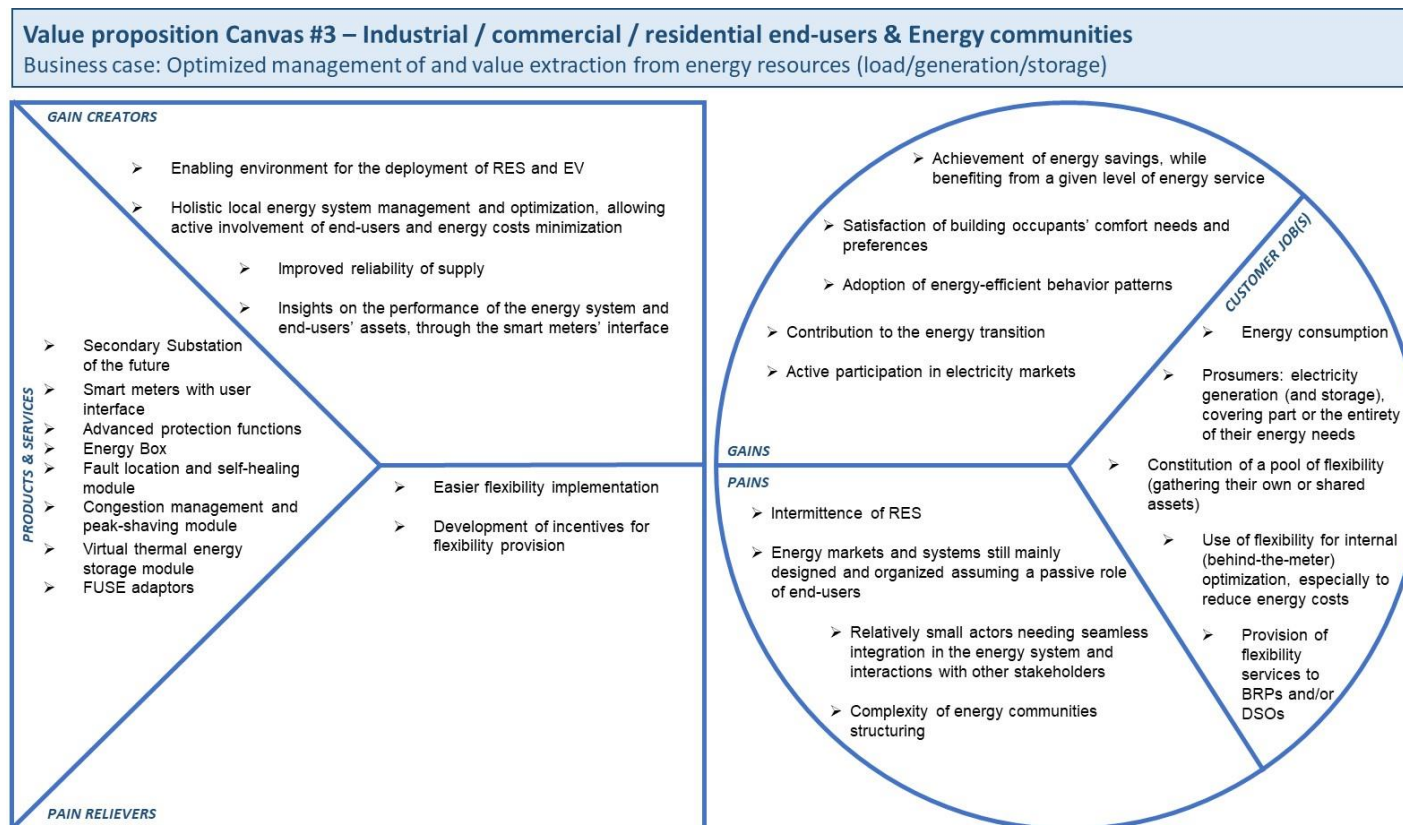 Value proposition Canvas #3 – Industrial / commercial / residential end-users & Energy communities
Business case: Optimized management of and value extraction from energy resources (load/generation/storage)
GAIN CREATORS
➢ Enabling environment for the deployment of RES and EV
➢ Holistic local energy system management and optimization, allowing
active involvement of end-users and energy costs minimization
➢ Improved reliability of supply
➢ Insights on the performance of the energy system and
end-users’ assets, through the smart meters’ interface
PRODUCTS & SERVICES
➢ Secondary Substation
of the future
➢ Smart meters with user
interface
➢ Advanced protection functions
➢ Energy Box
➢ Fault location and self-healing
module
➢ Congestion management and
peak-shaving module
➢ Virtual thermal energy
storage module
➢ FUSE adaptors
➢ Easier flexibility implementation
➢ Development of incentives for
flexibility provision
PAIN RELIEVERS
➢ Achievement of energy savings, while
benefiting from a given level of energy service
➢ Satisfaction of building occupants’ comfort needs and
preferences
➢ Adoption of energy-efficient behavior patterns
➢ Contribution to the energy transition
➢ Active participation in electricity markets
GAINS
PAINS
➢ Intermittence of RES
➢ Energy markets and systems still mainly
designed and organized assuming a passive role
of end-users
➢ Relatively small actors needing seamless
integration in the energy system and
interactions with other stakeholders
➢ Complexity of energy communities
structuring
CUSTOMER JOB(S)
➢ Energy consumption
➢ Prosumers: electricity
generation (and storage),
covering part or the entirety
of their energy needs
➢ Constitution of a pool of flexibility
(gathering their own or shared
assets)
➢ Use of flexibility for internal
(behind-the-meter)
optimization, especially to
reduce energy costs
➢ Provision of
flexibility
services to
BRPs and/or
DSOs